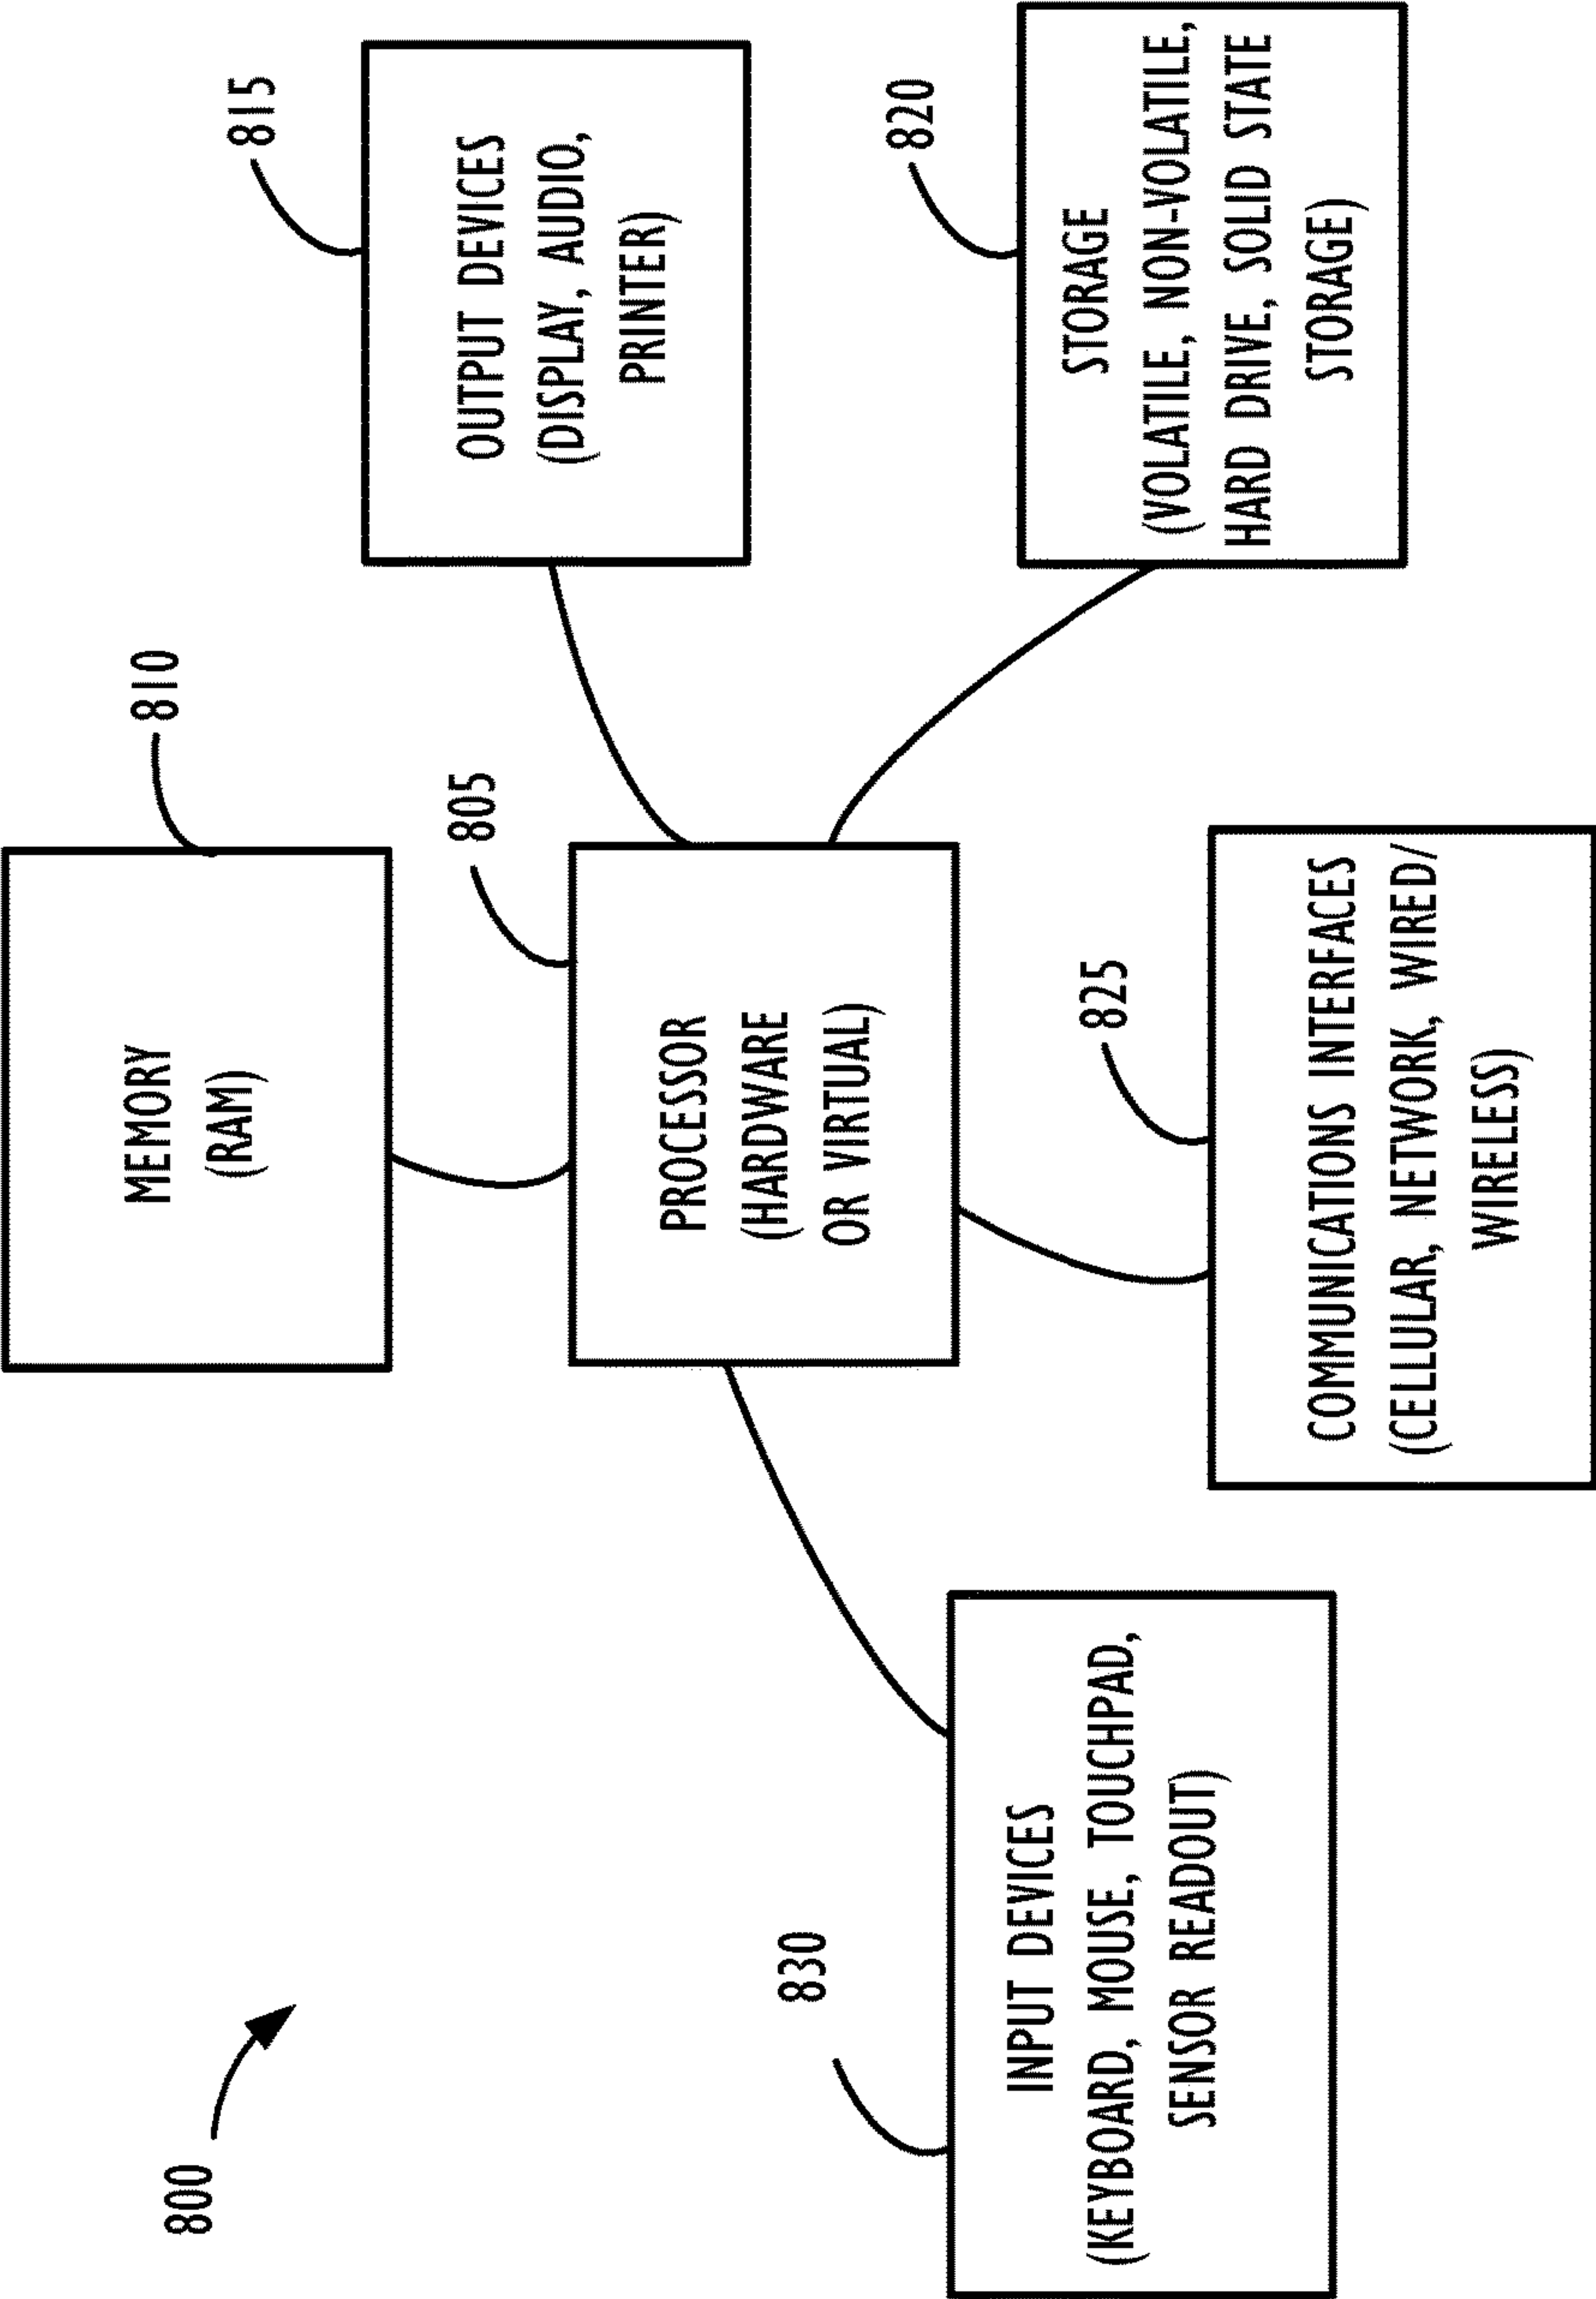 800
MEMORY
(RAM)
810
805
PROCESSOR
(HARDWARE
OR VIRTUAL)
815
OUTPUT DEVICES
(DISPLAY, AUDIO,
PRINTER)
820
STORAGE
(VOLATILE, NON-VOLATILE,
HARD DRIVE, SOLID STATE
STORAGE)
830
INPUT DEVICES
(KEYBOARD, MOUSE, TOUCHPAD,
SENSOR READOUT)
825
COMMUNICATIONS INTERFACES
(CELLULAR, NETWORK, WIRED/
WIRELESS)